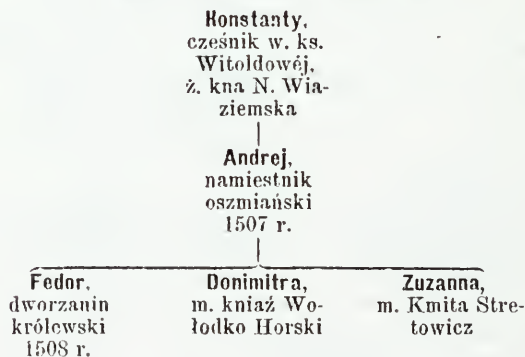 Konstanty,
cześnik w. ks.
Witoldowéj,
ż. kna N. Wia-
ziemska
Andrej,
namiestnik
oszmiański
1507 r.
Fedor,
dworzanin
królewski
1508 r.
Donimitra,
m. kniaź Wo-
łodko Horski
Zuzanna,
m. Kmita Stre-
towicz